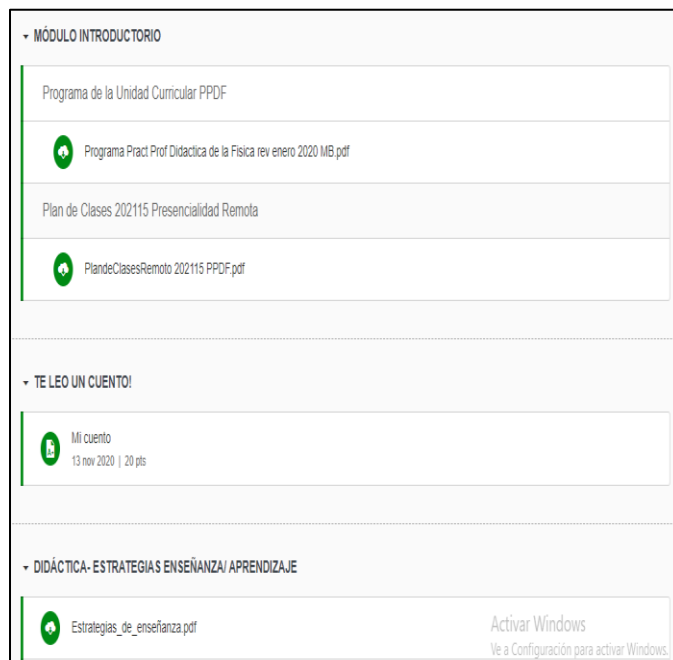 MÓDULO INTRODUCTORIO
Programa de la Unidad Curricular PPDF
Programa Pract Prof Didactica de la Fisica rev enero 2020 MB.pdf
Plan de Clases 202115 Presencialidad Remota
PlandeClasesRemoto 202115 PPDF.pdf
TE LEO UN CUENTO!
Mi cuento
13 nov 2020 | 20 pts
DIDÁCTICA- ESTRATEGIAS ENSEÑANZA/ APRENDIZAJE
Estrategias_de_enseñanza.pdf
Activar Windows
Ve a Configuración para activar Windows.